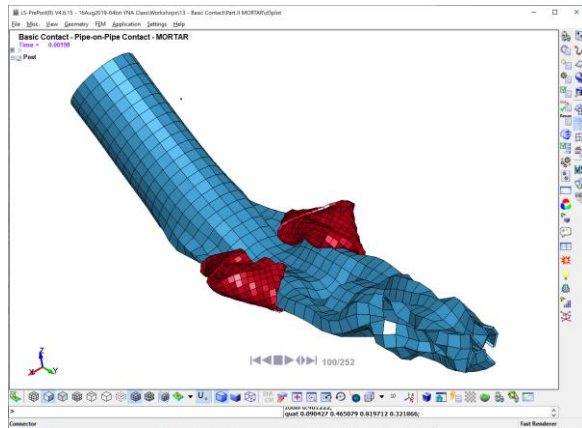 LS-PrePost(R) V4.6.15 - 16Aug2019-64bit YNA Class\Workshops\13 - Basic Contact\Part II MORTAR\d3plot
File Misc. View Geometry FEM Application Settings Help
Basic Contact - Pipe-on-Pipe Contact - MORTAR
Time = 0.00198
Post
Z
X
Y
100/252
>
quat 0.090427 0.465079 0.819712 0.321866;
Connector
Fast Renderer